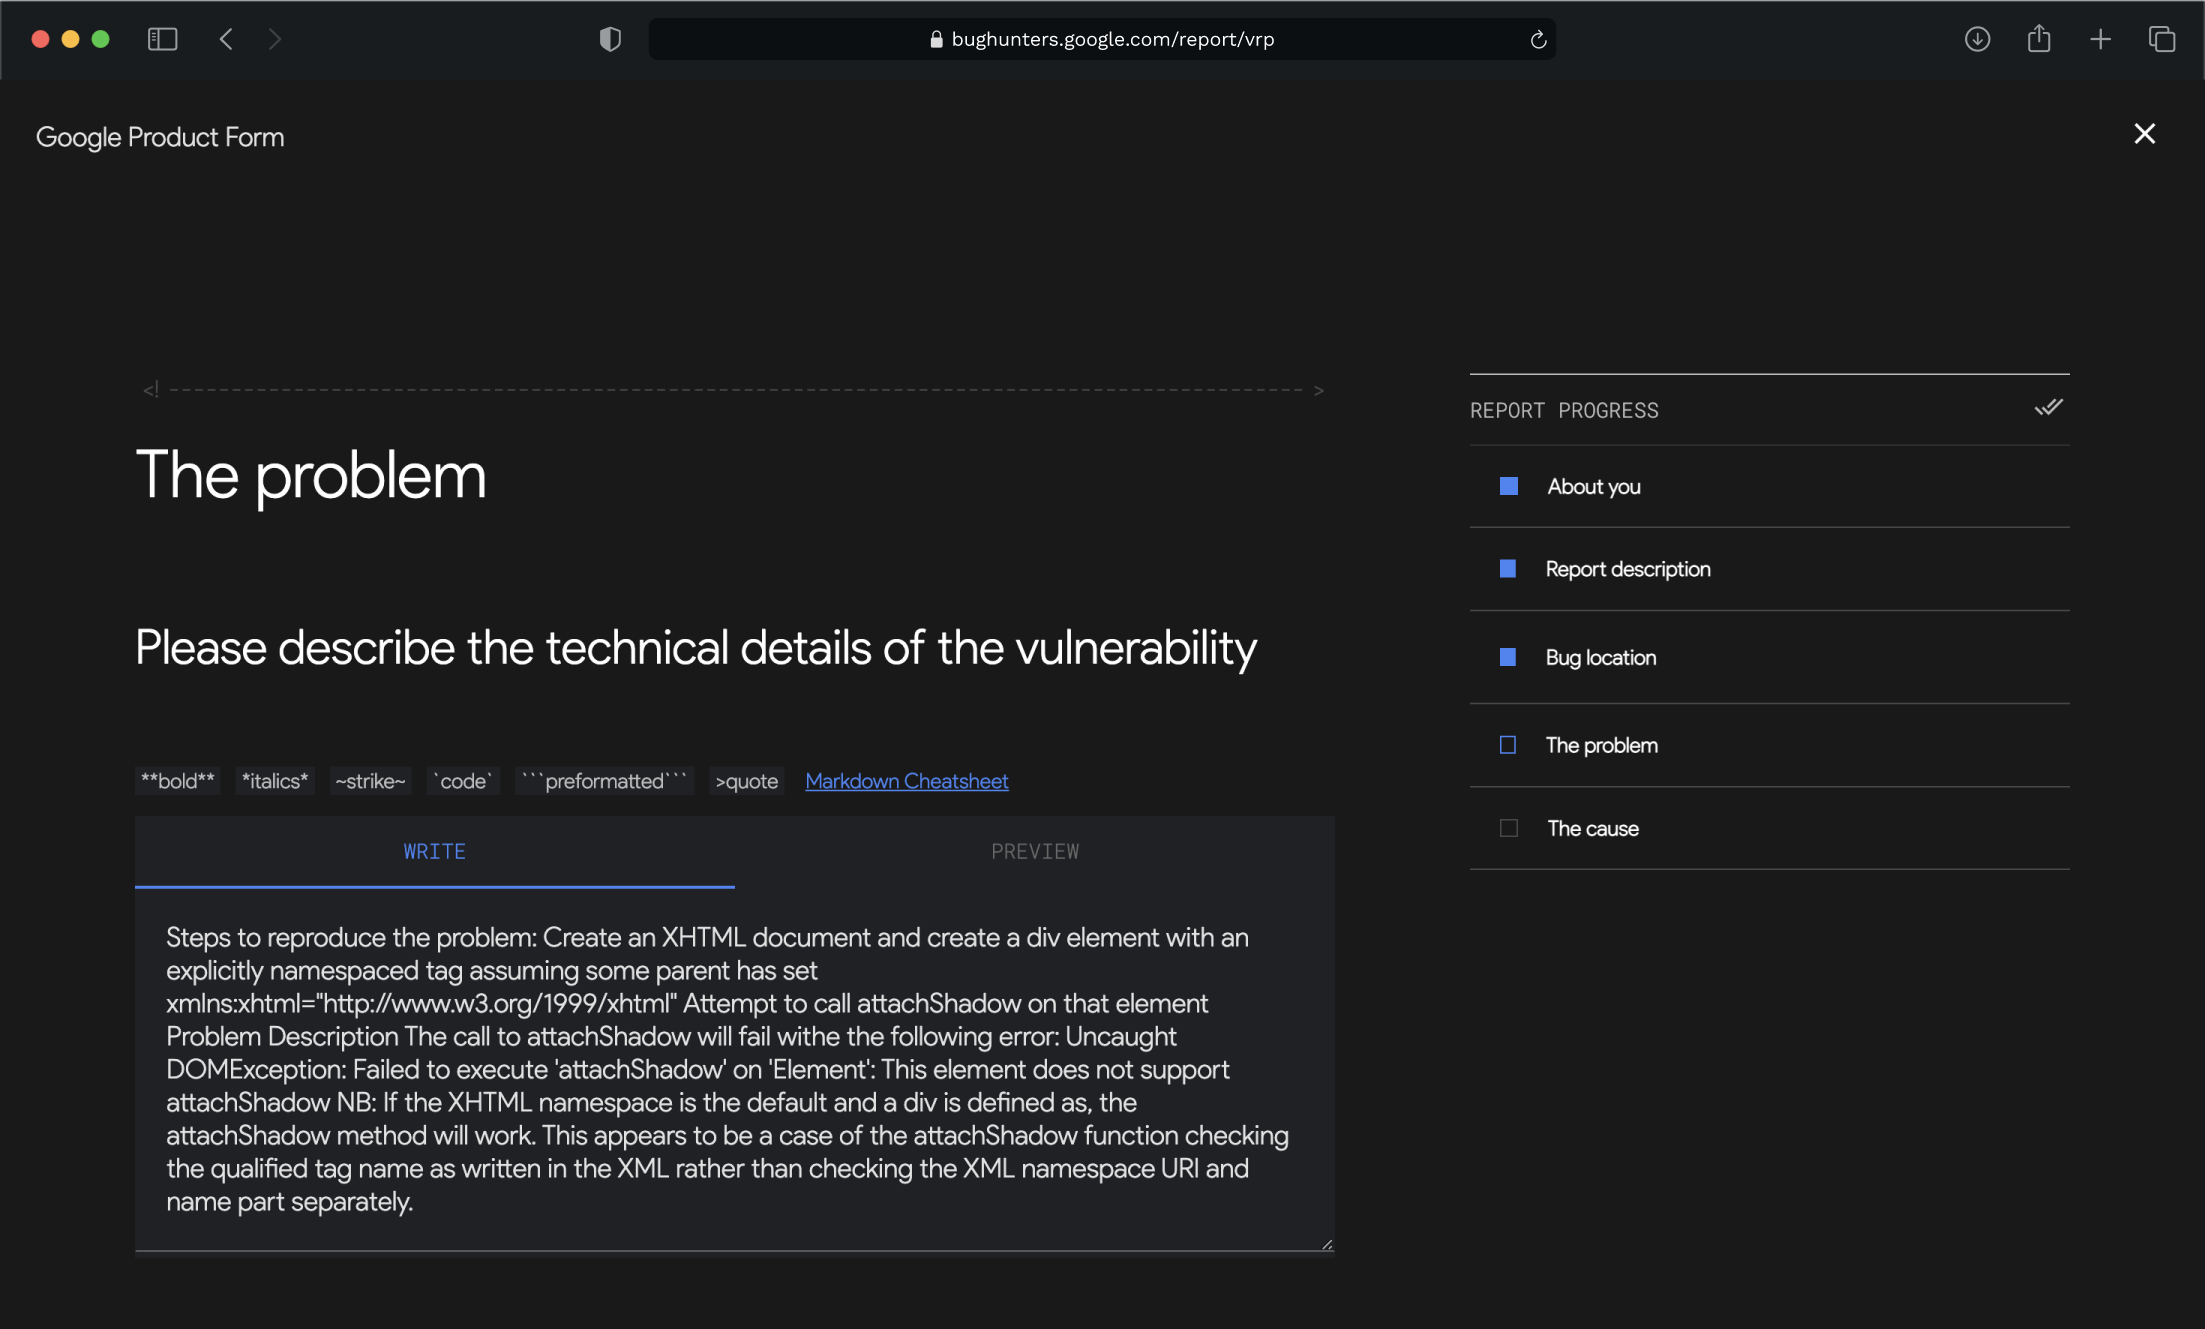 bughunters.google.com/report/vrp
Google Product Form
<! ------------------------------------------------------------ >
The problem
Please describe the technical details of the vulnerability
**bold** *italics* ~strike~ `code` ```preformatted``` >quote Markdown Cheatsheet
WRITE PREVIEW
Steps to reproduce the problem: Create an XHTML document and create a div element with an
explicitly namespaced tag assuming some parent has set
xmlns:xhtml="http://www.w3.org/1999/xhtml" Attempt to call attachShadow on that element
Problem Description The call to attachShadow will fail withe the following error: Uncaught
DOMException: Failed to execute 'attachShadow' on 'Element': This element does not support
attachShadow NB: If the XHTML namespace is the default and a div is defined as, the
attachShadow method will work. This appears to be a case of the attachShadow function checking
the qualified tag name as written in the XML rather than checking the XML namespace URI and
name part separately.
REPORT PROGRESS
About you
Report description
Bug location
The problem
The cause